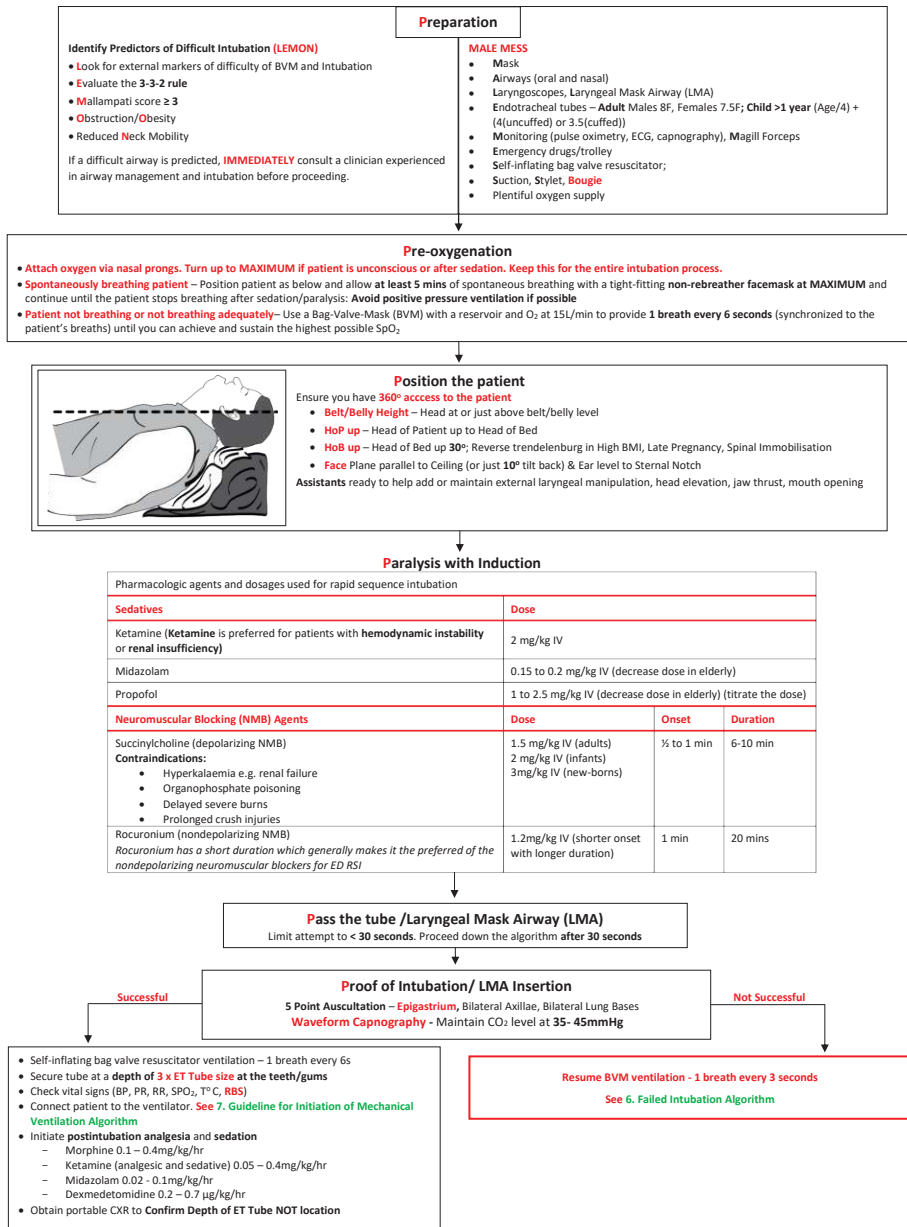 Preparation
Identify Predictors of Difficult Intubation (LEMON)
• Look for external markers of difficulty of BVM and Intubation
• Evaluate the 3-3-2 rule
• Mallampati score ≥ 3
• Obstruction/Obesity
• Reduced Neck Mobility
If a difficult airway is predicted, IMMEDIATELY consult a clinician experienced
in airway management and intubation before proceeding.
MALE MESS
• Mask
• Airways (oral and nasal)
• Laryngoscopes, Laryngeal Mask Airway (LMA)
• Endotracheal tubes – Adult Males 8F, Females 7.5F; Child >1 year (Age/4) +
(4(uncuffed) or 3.5(cuffed))
• Monitoring (pulse oximetry, ECG, capnography), Magill Forceps
• Emergency drugs/trolley
• Self-inflating bag valve resuscitator;
• Suction, Stylet, Bougie
• Plentiful oxygen supply
Pre-oxygenation
• Attach oxygen via nasal prongs. Turn up to MAXIMUM if patient is unconscious or after sedation. Keep this for the entire intubation process.
• Spontaneously breathing patient – Position patient as below and allow at least 5 mins of spontaneous breathing with a tight-fitting non-rebreather facemask at MAXIMUM and
continue until the patient stops breathing after sedation/paralysis: Avoid positive pressure ventilation if possible
• Patient not breathing or not breathing adequately– Use a Bag-Valve-Mask (BVM) with a reservoir and O₂ at 15L/min to provide 1 breath every 6 seconds (synchronized to
the patient's breaths) until you can achieve and sustain the highest possible SpO₂
Position the patient
Ensure you have 360° acccess to the patient
• Belt/Belly Height – Head at or just above belt/belly level
• HoP up – Head of Patient up to Head of Bed
• HoB up – Head of Bed up 30°; Reverse trendelenburg in High BMI, Late Pregnancy, Spinal Immobilisation
• Face Plane parallel to Ceiling (or just 10° tilt back) & Ear level to Sternal Notch
Assistants ready to help add or maintain external laryngeal manipulation, head elevation, jaw thrust, mouth opening
Paralysis with Induction
Pharmacologic agents and dosages used for rapid sequence intubation
Sedatives Dose
Ketamine (Ketamine is preferred for patients with hemodynamic instability
or renal insufficiency)
2 mg/kg IV
Midazolam 0.15 to 0.2 mg/kg IV (decrease dose in elderly)
Propofol 1 to 2.5 mg/kg IV (decrease dose in elderly) (titrate the dose)
Neuromuscular Blocking (NMB) Agents Dose Onset Duration
Succinylcholine (depolarizing NMB) 1.5 mg/kg IV (adults) ½ to 1 min 6-10 min
Contraindications: 2 mg/kg IV (infants)
• Hyperkalaemia e.g. renal failure 3mg/kg IV (new-borns)
• Organophosphate poisoning
• Delayed severe burns
• Prolonged crush injuries
Rocuronium (nondepolarizing NMB) 1.2mg/kg IV (shorter onset 1 min 20 mins
Rocuronium has a short duration which generally makes it the preferred of the with longer duration)
nondepolarizing neuromuscular blockers for ED RSI
Pass the tube /Laryngeal Mask Airway (LMA)
Limit attempt to < 30 seconds. Proceed down the algorithm after 30 seconds
Proof of Intubation/ LMA Insertion
5 Point Auscultation – Epigastrium, Bilateral Axillae, Bilateral Lung Bases
Waveform Capnography - Maintain CO₂ level at 35- 45mmHg
Successful
Not Successful
• Self-inflating bag valve resuscitator ventilation – 1 breath every 6s
• Secure tube at a depth of 3 x ET Tube size at the teeth/gums
• Check vital signs (BP, PR, RR, SPO₂, T° C, RBS)
• Connect patient to the ventilator. See 7. Guideline for Initiation of Mechanical
Ventilation Algorithm
• Initiate postintubation analgesia and sedation
− Morphine 0.1 – 0.4mg/kg/hr
− Ketamine (analgesic and sedative) 0.05 – 0.4mg/kg/hr
− Midazolam 0.02 - 0.1mg/kg/hr
− Dexmedetomidine 0.2 – 0.7 µg/kg/hr
• Obtain portable CXR to Confirm Depth of ET Tube NOT location
Resume BVM ventilation - 1 breath every 3 seconds
See 6. Failed Intubation Algorithm